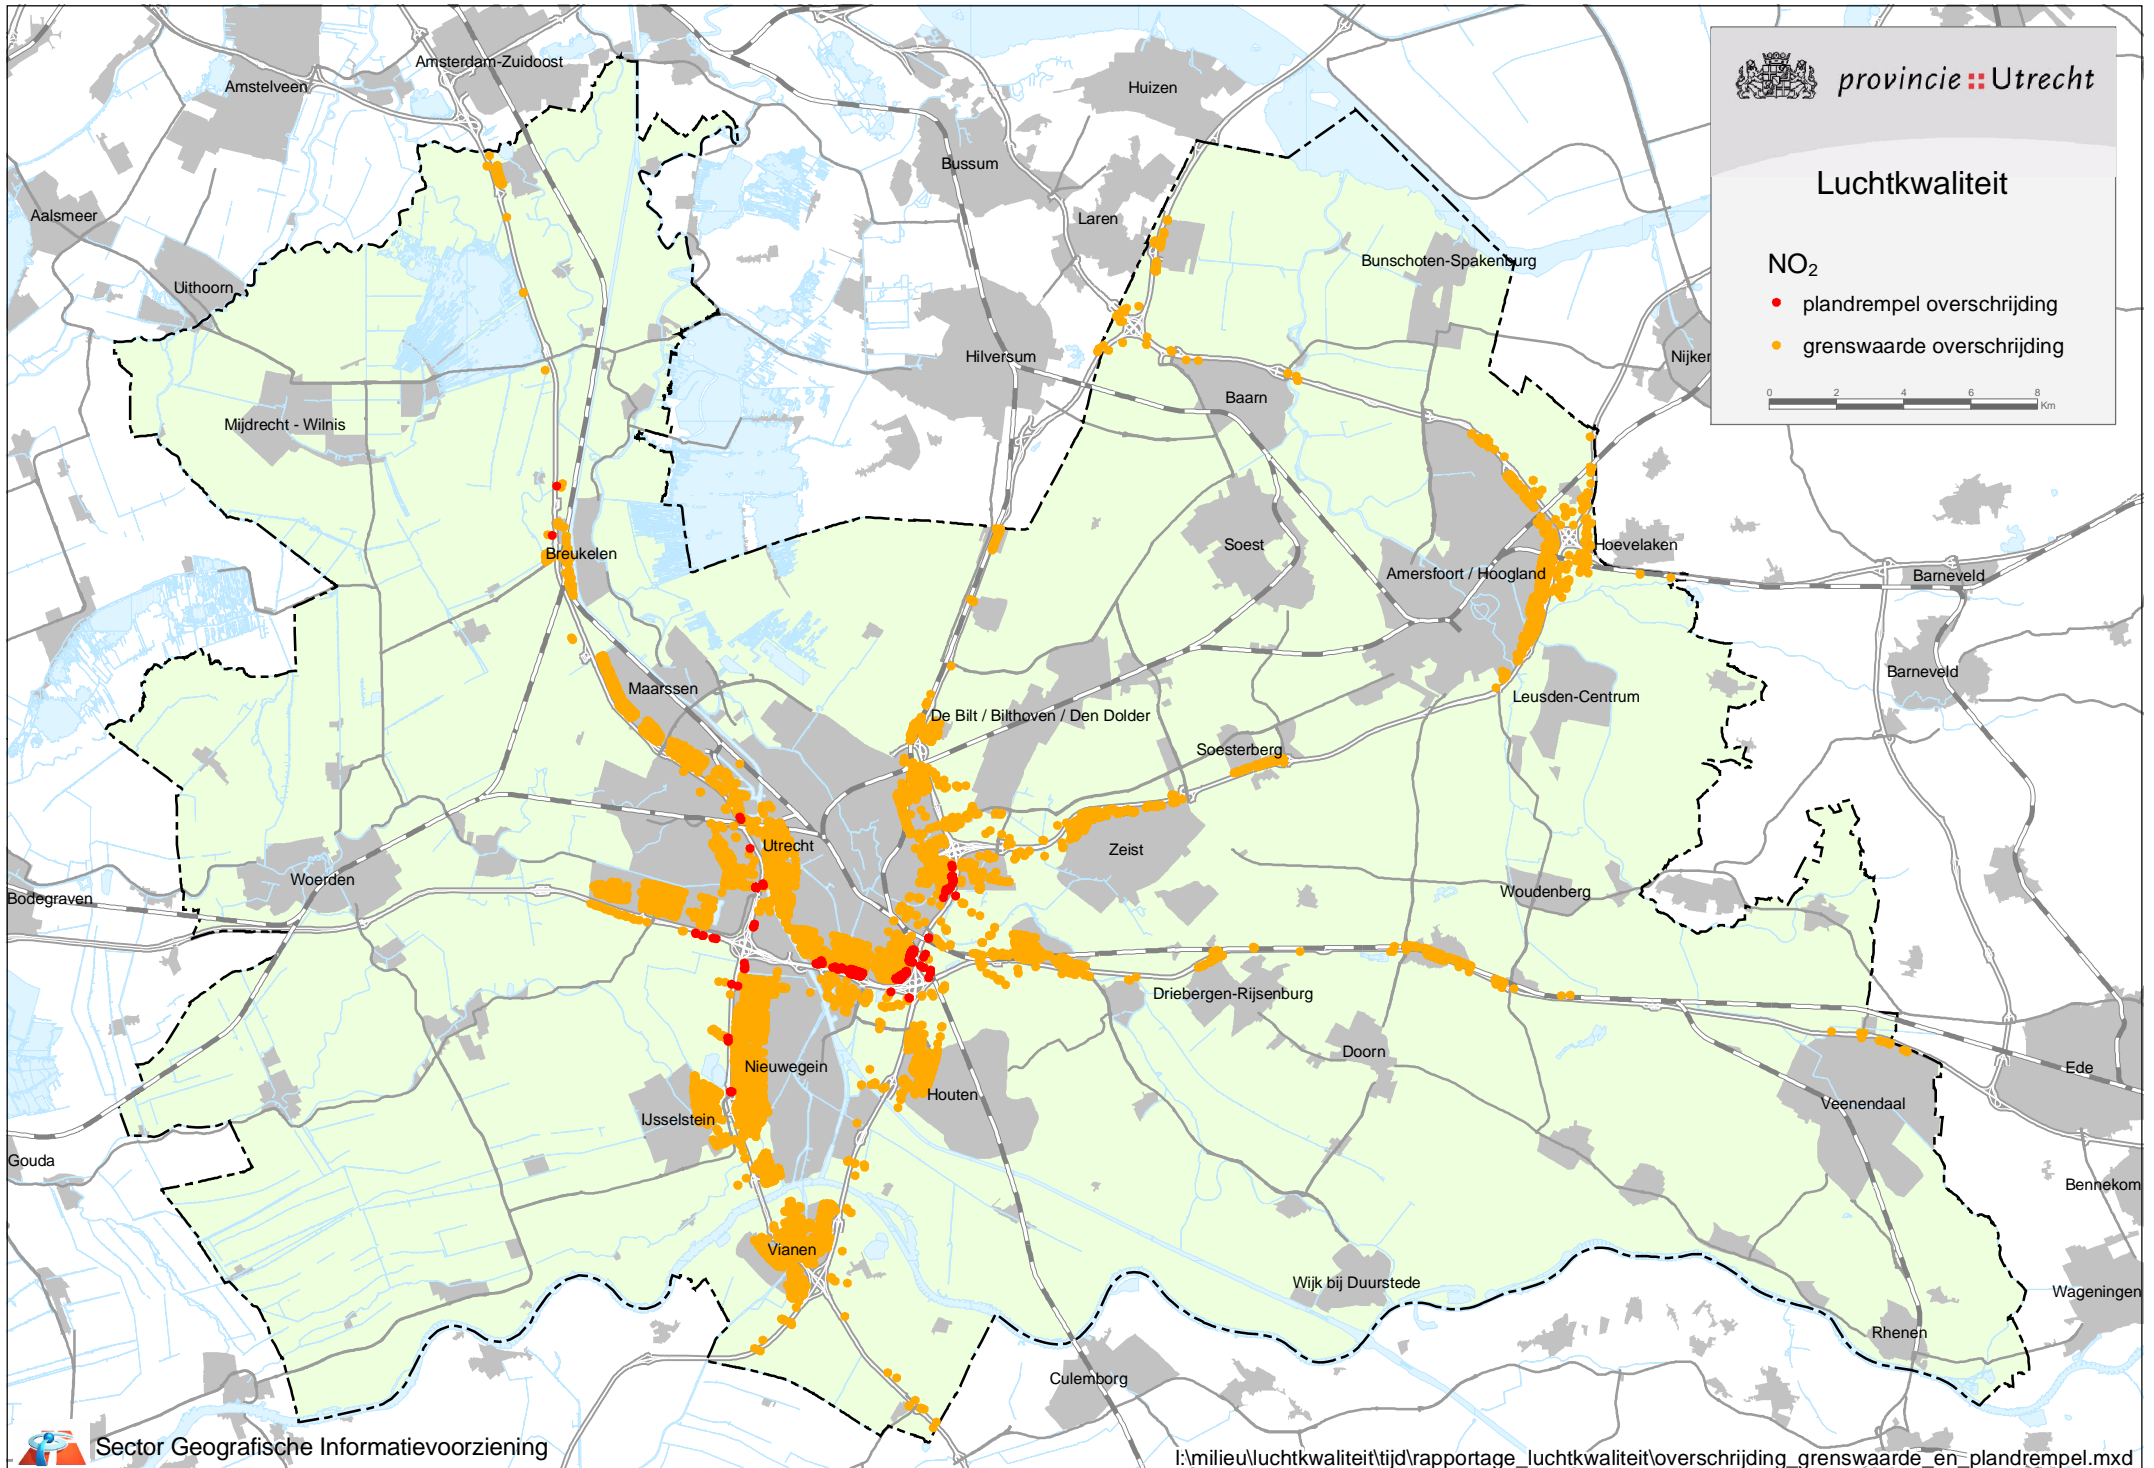 Amsterdam-Zuidoost
Amstelveen
Huizen
provincie::Utrecht
Bussum
Luchtkwaliteit
Aalsmeer
Laren
Bunschoten-Spakenburg
NO₂
Uithoorn
plandrempel overschrijding
grenswaarde overschrijding
Hilversum
Nijker
0 2 4 6 8
Km
Baarn
Mijdrecht - Wilnis
Soest
Hoevelaken
Breukelen
Amersfoort / Hoogland
Barneveld
Barneveld
Maarssen
Leusden-Centrum
De Bilt / Bilthoven / Den Dolder
Soesterberg
Utrecht
Zeist
Woerden
Woudenberg
Bodegraven
Driebergen-Rijsenburg
Doorn
Nieuwegein
Ede
Houten
Veenendaal
IJsselstein
Gouda
Bennekom
Vianen
Wijk bij Duurstede
Wageningen
Rhenen
Culemborg
Sector Geografische Informatievoorziening
I:\milieu\luchtkwaliteit\tijd\rapportage_luchtkwaliteit\overschrijding_grenswaarde_en_plandrempel.mxd